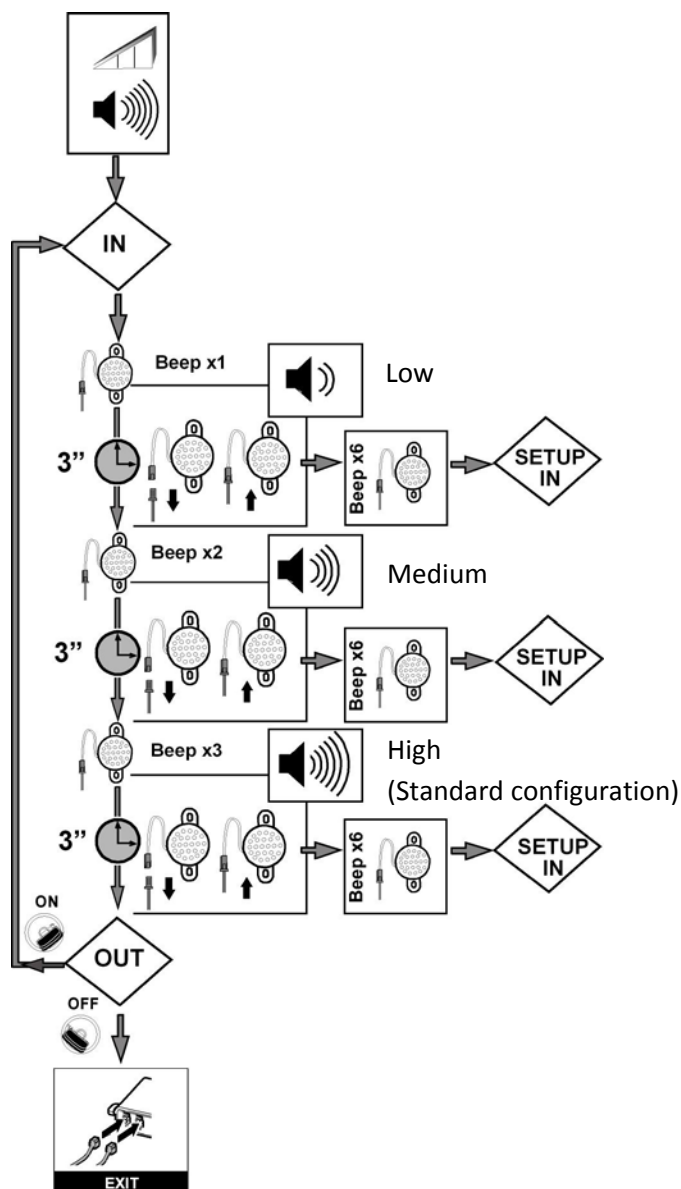 IN
Beep x1
Low
3"
Beep x6
SETUP
IN
Beep x2
Medium
3"
Beep x6
SETUP
IN
Beep x3
High
(Standard configuration)
3"
Beep x6
SETUP
IN
ON
OUT
OFF
EXIT